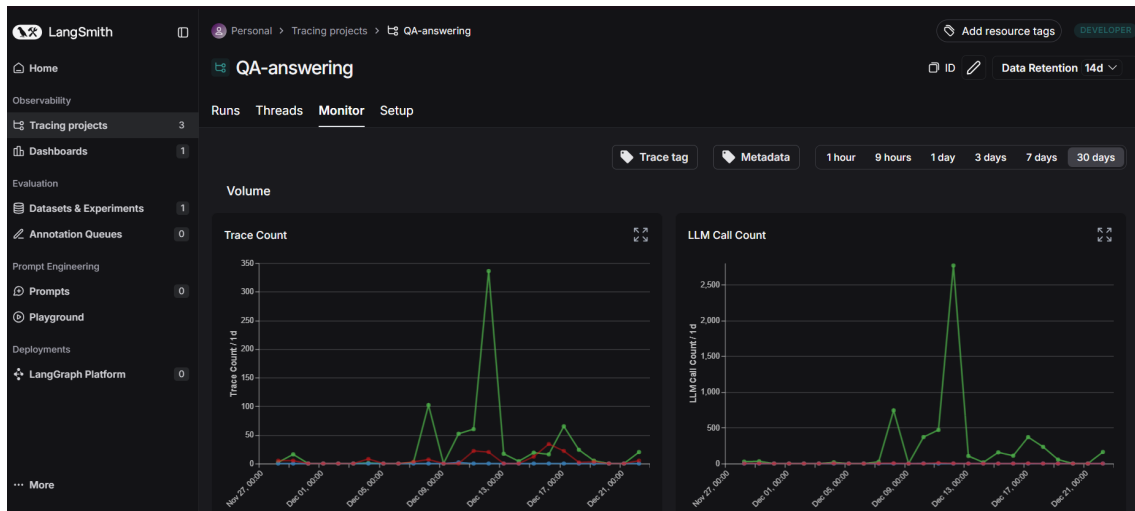 LangSmith
Personal > Tracing projects > QA-answering
Add resource tags
DEVELOPER
Home
QA-answering
ID
Data Retention 14d
Observability
Tracing projects 3
Dashboards 1
Runs Threads Monitor Setup
Trace tag
Metadata
1 hour 9 hours 1 day 3 days 7 days 30 days
Evaluation
Datasets & Experiments 1
Annotation Queues 0
Prompt Engineering
Prompts 0
Playground
Deployments
LangGraph Platform 0
More
Volume
Trace Count
350
300
250
200
150
100
50
0
Trace Count / 1d
Nov 27, 00:00
Dec 01, 00:00
Dec 05, 00:00
Dec 09, 00:00
Dec 13, 00:00
Dec 17, 00:00
Dec 21, 00:00
LLM Call Count
2,500
2,000
1,500
1,000
500
0
LLM Call Count / 1d
Nov 27, 00:00
Dec 01, 00:00
Dec 05, 00:00
Dec 09, 00:00
Dec 13, 00:00
Dec 17, 00:00
Dec 21, 00:00